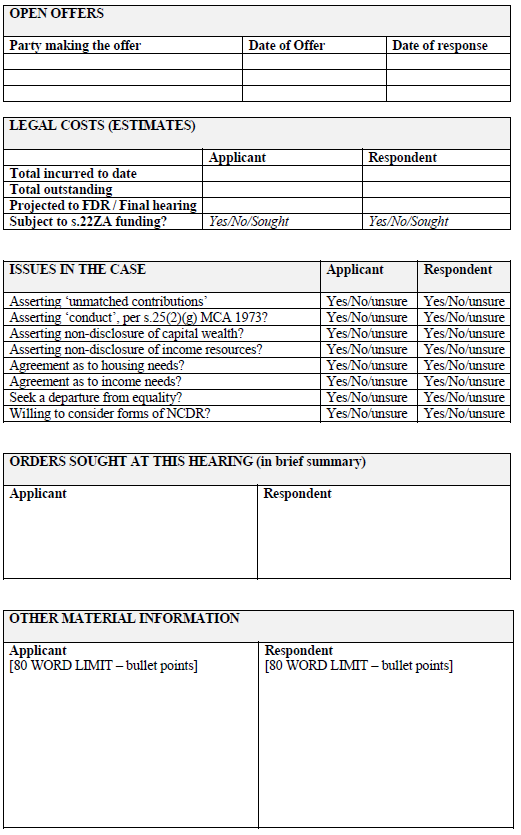 OPEN OFFERS
Party making the offer Date of Offer Date of response
LEGAL COSTS (ESTIMATES)
Applicant Respondent
Total incurred to date
Total outstanding
Projected to FDR / Final hearing
Subject to s.22ZA funding? Yes/No/Sought Yes/No/Sought
ISSUES IN THE CASE Applicant Respondent
Asserting ‘unmatched contributions’ Yes/No/unsure Yes/No/unsure
Asserting ‘conduct’, per s.25(2)(g) MCA 1973? Yes/No/unsure Yes/No/unsure
Asserting non-disclosure of capital wealth? Yes/No/unsure Yes/No/unsure
Asserting non-disclosure of income resources? Yes/No/unsure Yes/No/unsure
Agreement as to housing needs? Yes/No/unsure Yes/No/unsure
Agreement as to income needs? Yes/No/unsure Yes/No/unsure
Seek a departure from equality? Yes/No/unsure Yes/No/unsure
Willing to consider forms of NCDR? Yes/No/unsure Yes/No/unsure
ORDERS SOUGHT AT THIS HEARING (in brief summary)
Applicant Respondent
OTHER MATERIAL INFORMATION
Applicant Respondent
[80 WORD LIMIT – bullet points] [80 WORD LIMIT – bullet points]